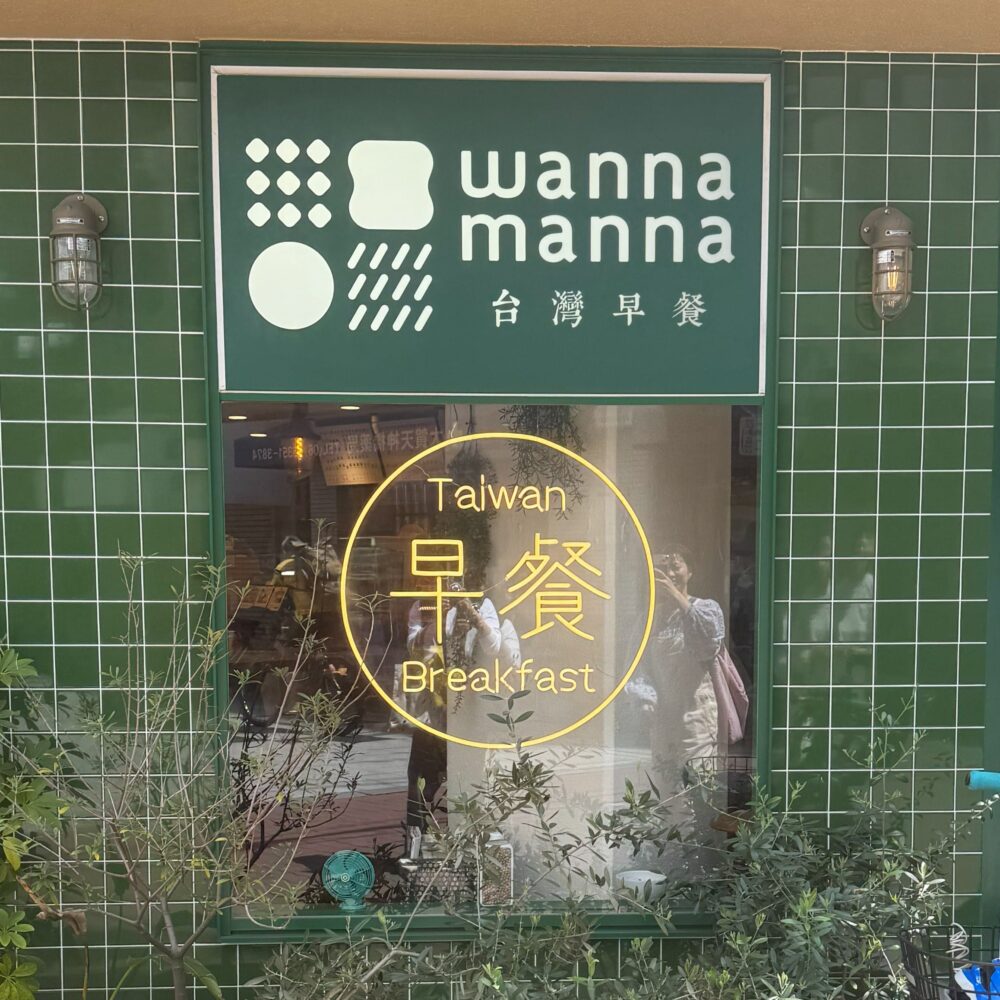 wanna
manna
台灣早餐
Taiwan
早餐
Breakfast